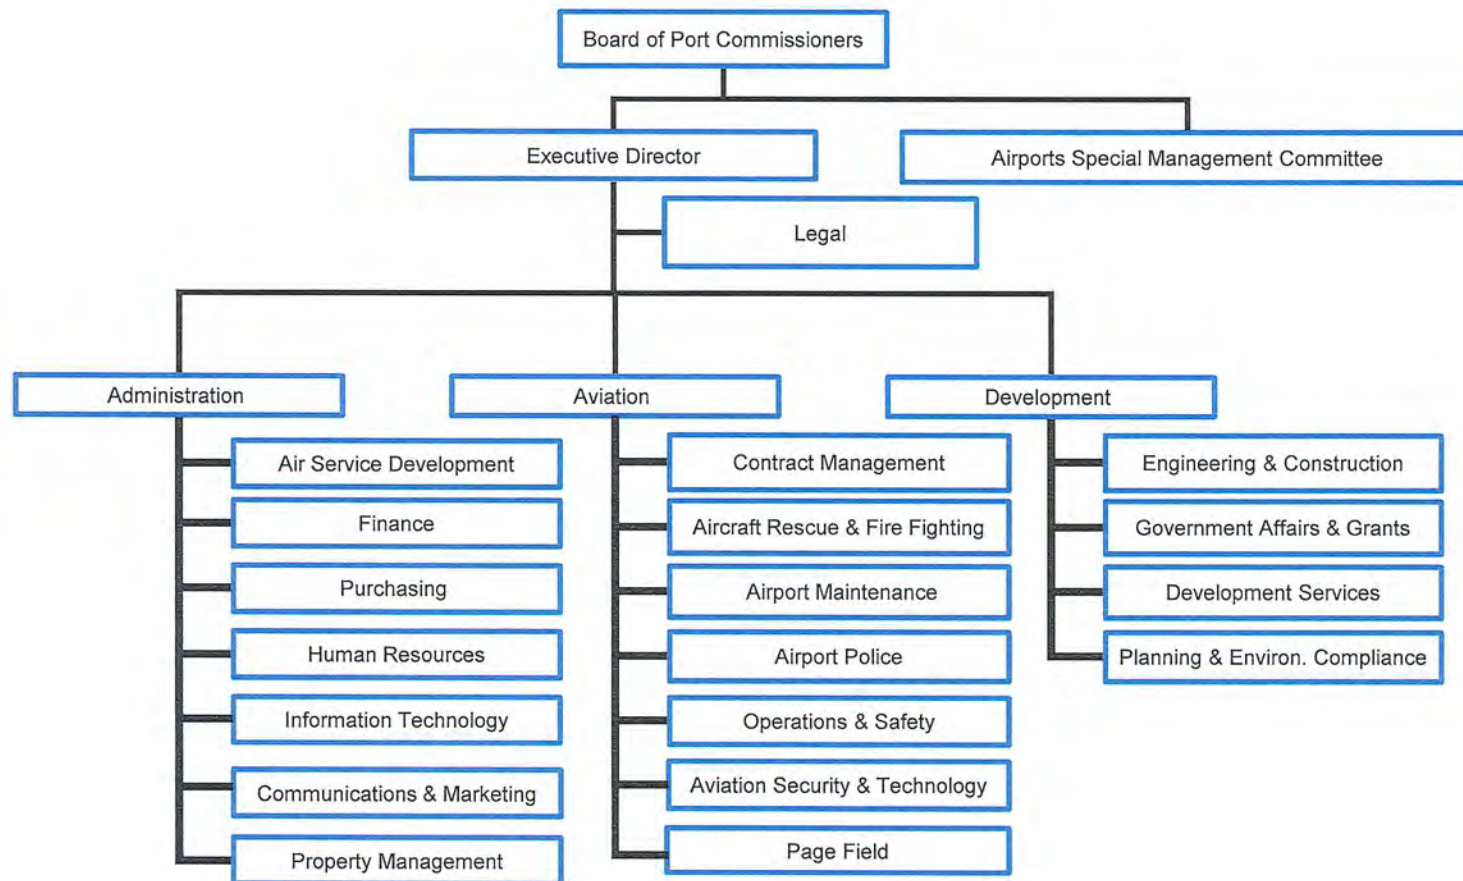 Board of Port Commissioners
Executive Director
Airports Special Management Committee
Legal
Administration
Aviation
Development
Air Service Development
Finance
Purchasing
Human Resources
Information Technology
Communications & Marketing
Property Management
Contract Management
Aircraft Rescue & Fire Fighting
Airport Maintenance
Airport Police
Operations & Safety
Aviation Security & Technology
Page Field
Engineering & Construction
Government Affairs & Grants
Development Services
Planning & Environ. Compliance